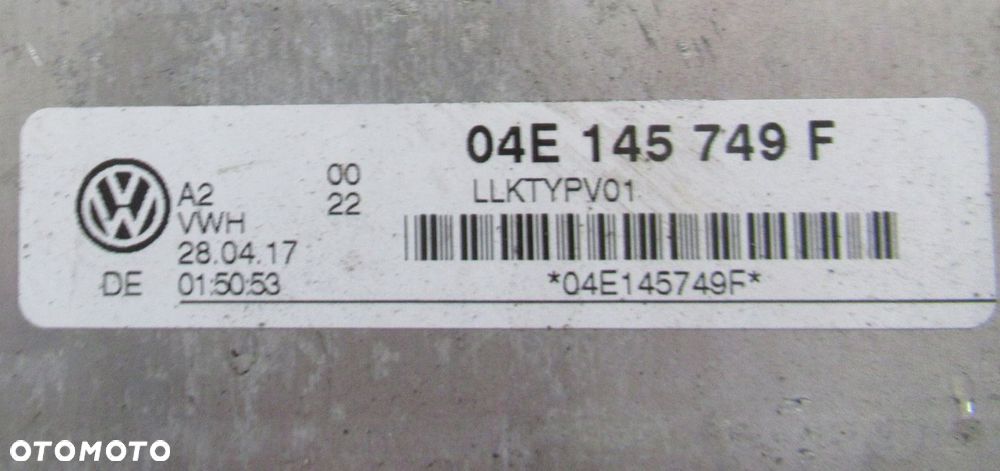 04E 145 749 F
A2
00
LLKTYPV01
VWH
22
28.04.17
DE 01:50:53
*04E145749F*
OTOMOTO